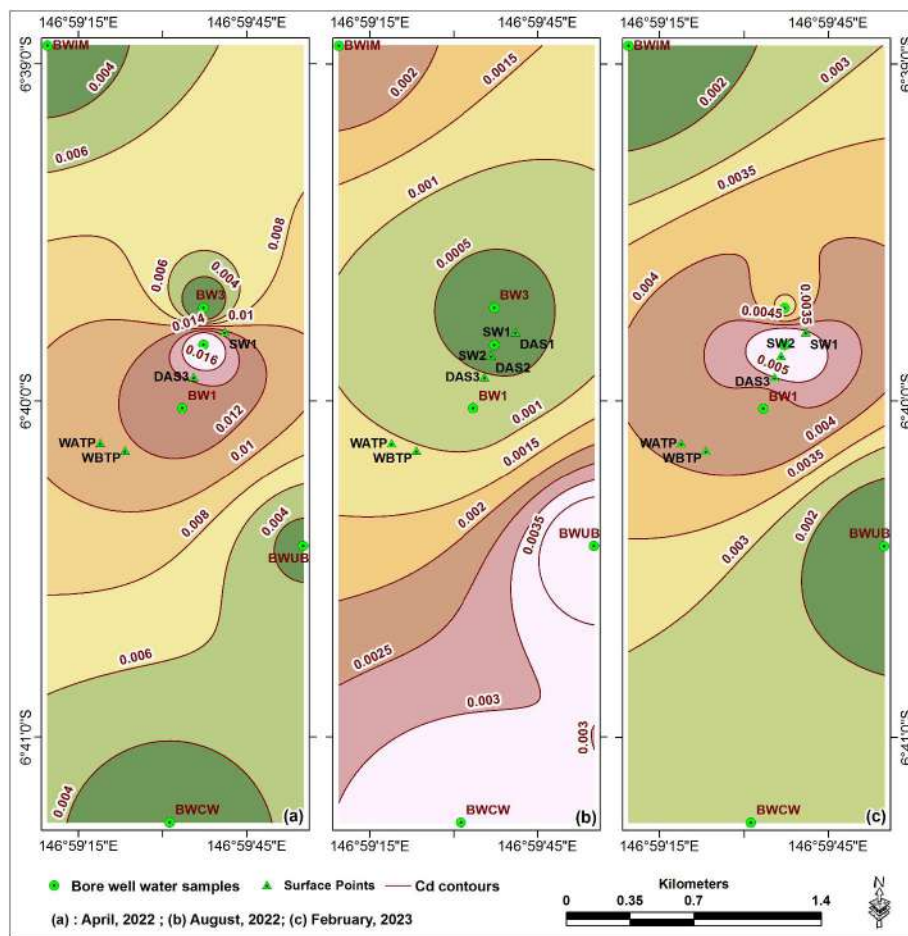 146°59'15"E 146°59'45"E 146°59'15"E 146°59'45"E 146°59'15"E 146°59'45"E
BWIM BWIM BWIM
6°39'0"S 6°39'0"S
0.004 0.002 0.0015 0.002 0.003
0.006 0.001 0.0035
0.008
0.006 0.004 0.0005 0.004
BW3 BW3 0.0045 0.0035
0.014 0.01 SW1 DAS1 SW2 SW1
SW1
0.016 SW2 DAS2 0.005
DAS3 DAS3 DAS3
6°40'0"S 6°40'0"S
BW1 BW1 BW1
0.012 0.001 0.004
WATP WATP WATP
WBTP WBTP WBTP
0.01 0.0015 0.0035
0.008 0.002 0.003 0.002
0.004 0.0035
BWUB BWUB BWUB
0.006 0.0025
0.003
0.003
6°41'0"S 6°41'0"S
0.004
BWCW BWCW BWCW
(a) (b) (c)
146°59'15"E 146°59'45"E 146°59'15"E 146°59'45"E 146°59'15"E 146°59'45"E
Bore well water samples Surface Points Cd contours
Kilometers
0 0.35 0.7 1.4
N
(a) : April, 2022 ; (b) August, 2022; (c) February, 2023